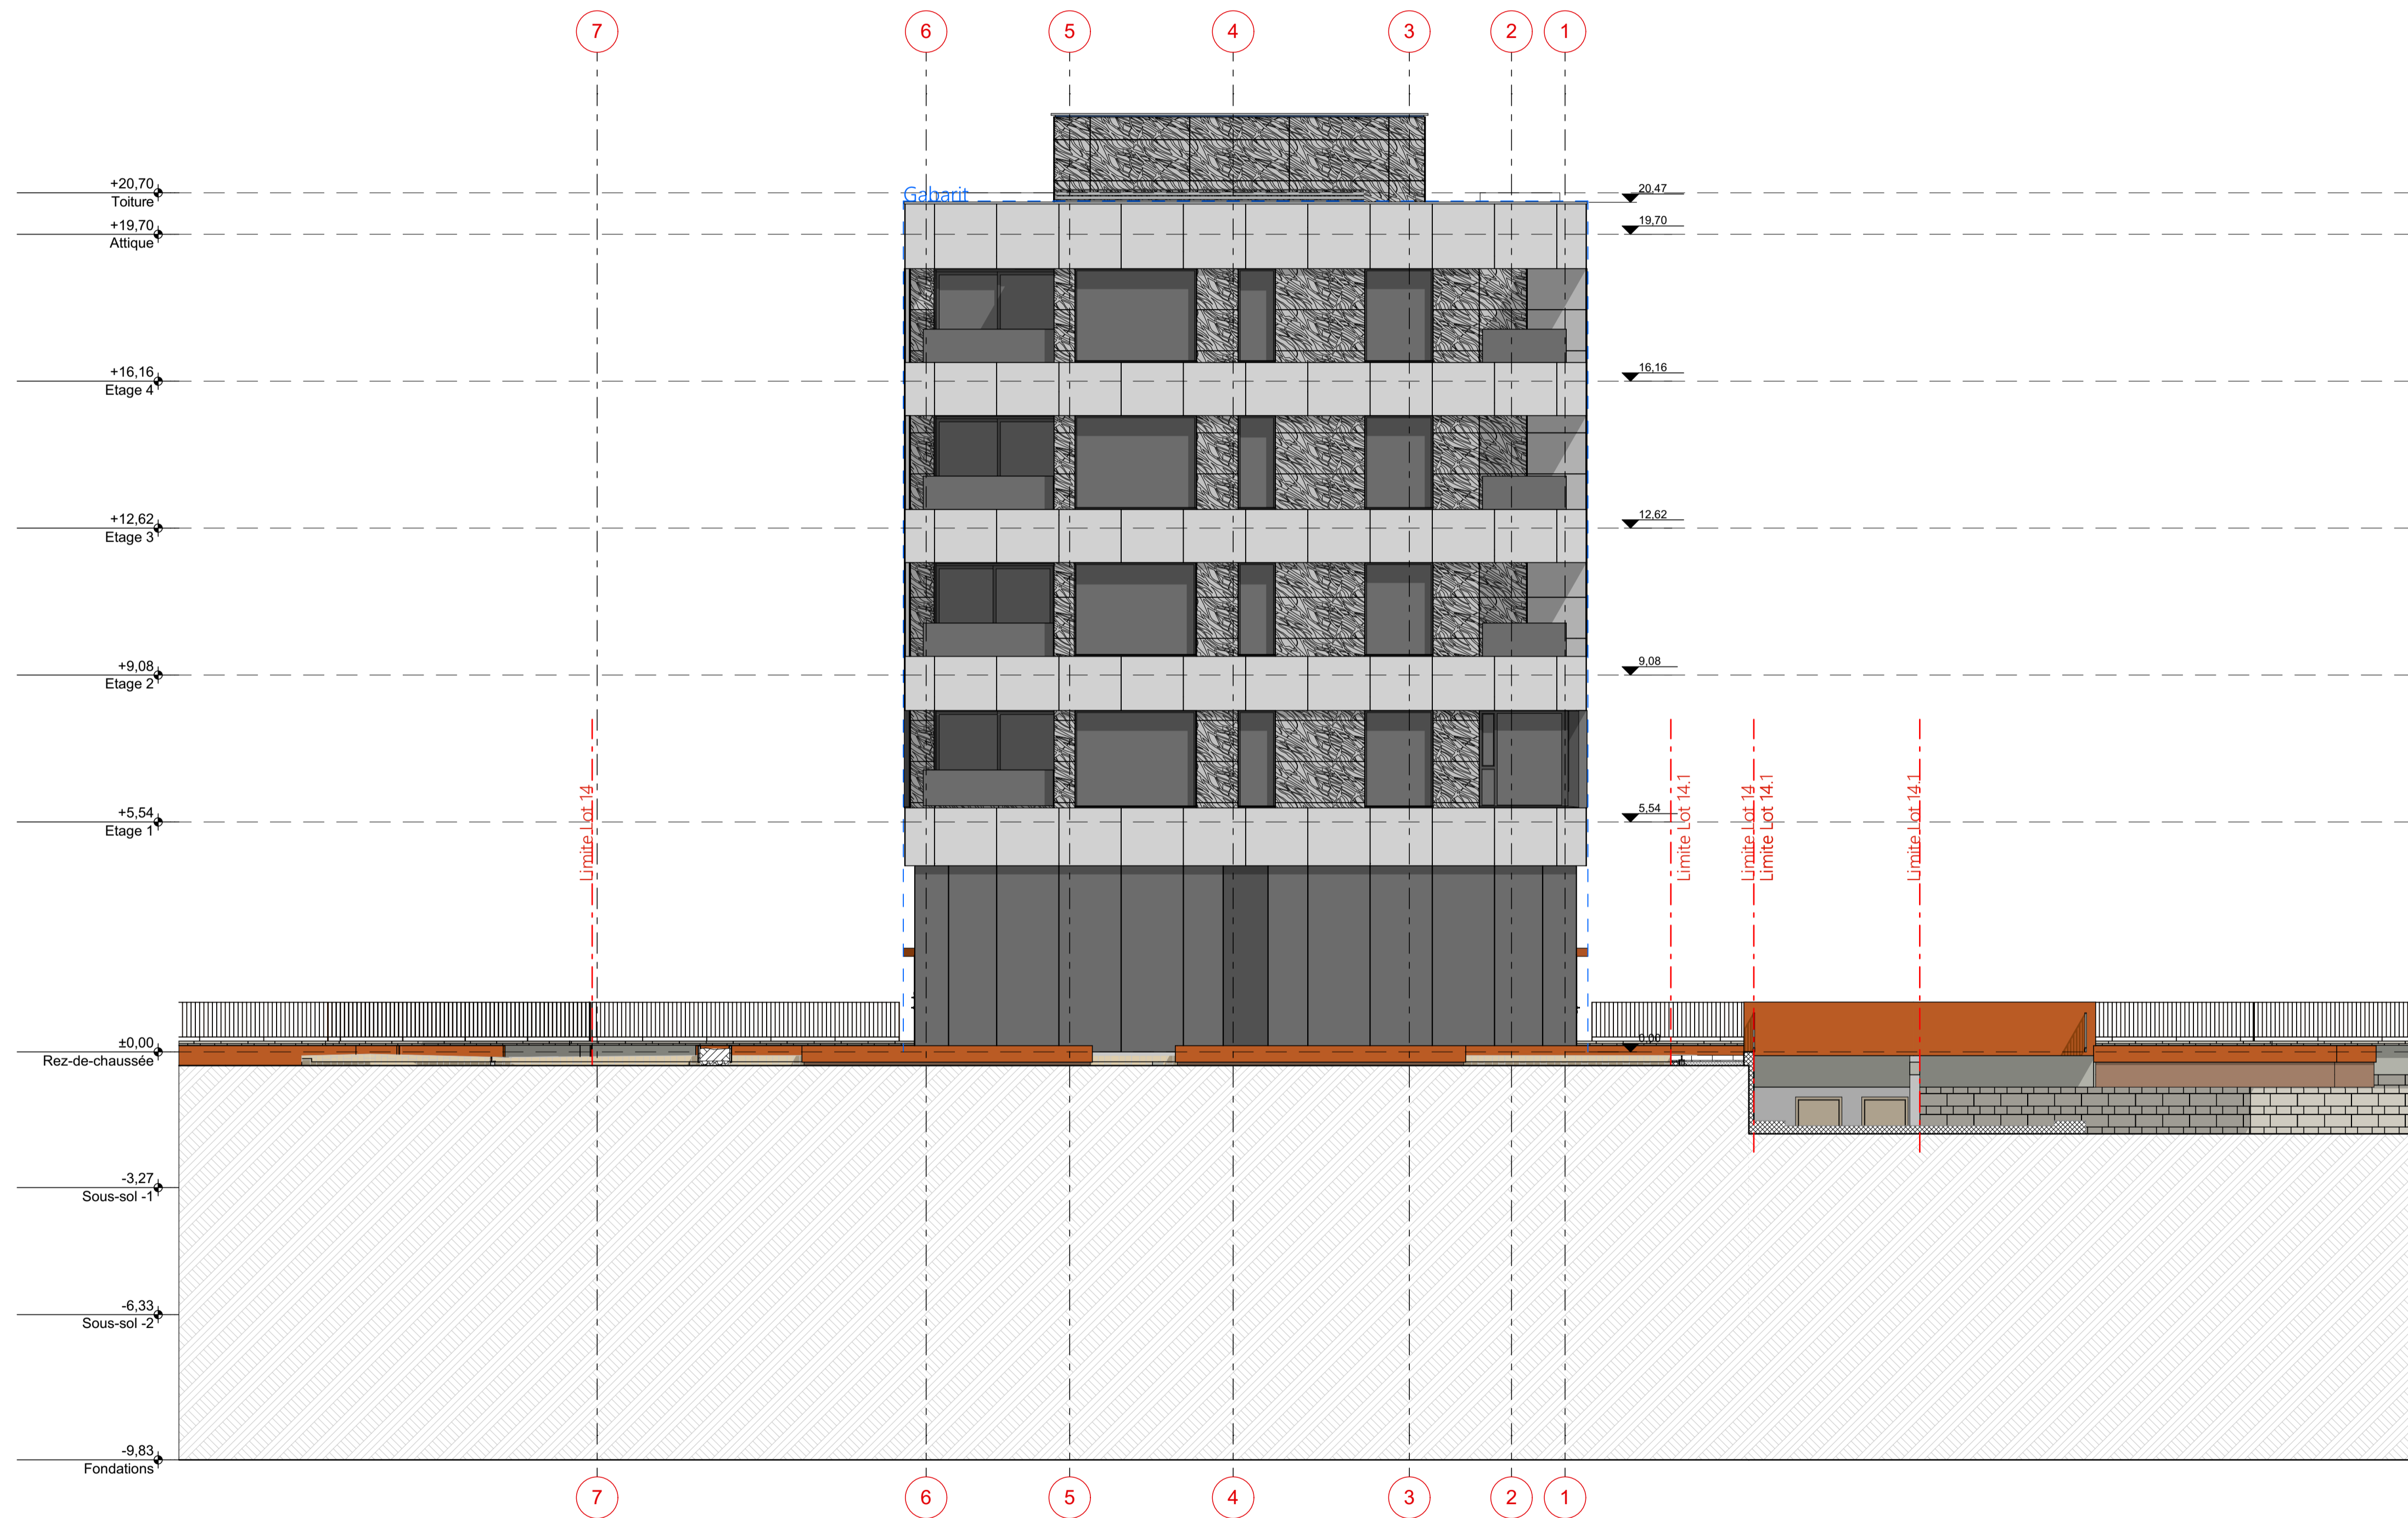 7 6 5 4 3 2 1
+20,70
Toiture
Gabarit
20,47
+19,70
Attique
19,70
+16,16
Etage 4
16,16
+12,62
Etage 3
12,62
+9,08
Etage 2
9,08
+5,54
Etage 1
5,54
Limite Lot 14
Limite Lot 14.1
Limite Lot 14
Limite Lot 14.1
Limite Lot 14.1
±0,00
Rez-de-chaussée
0,00
-3,27
Sous-sol -1
-6,33
Sous-sol -2
-9,83
Fondations
7 6 5 4 3 2 1